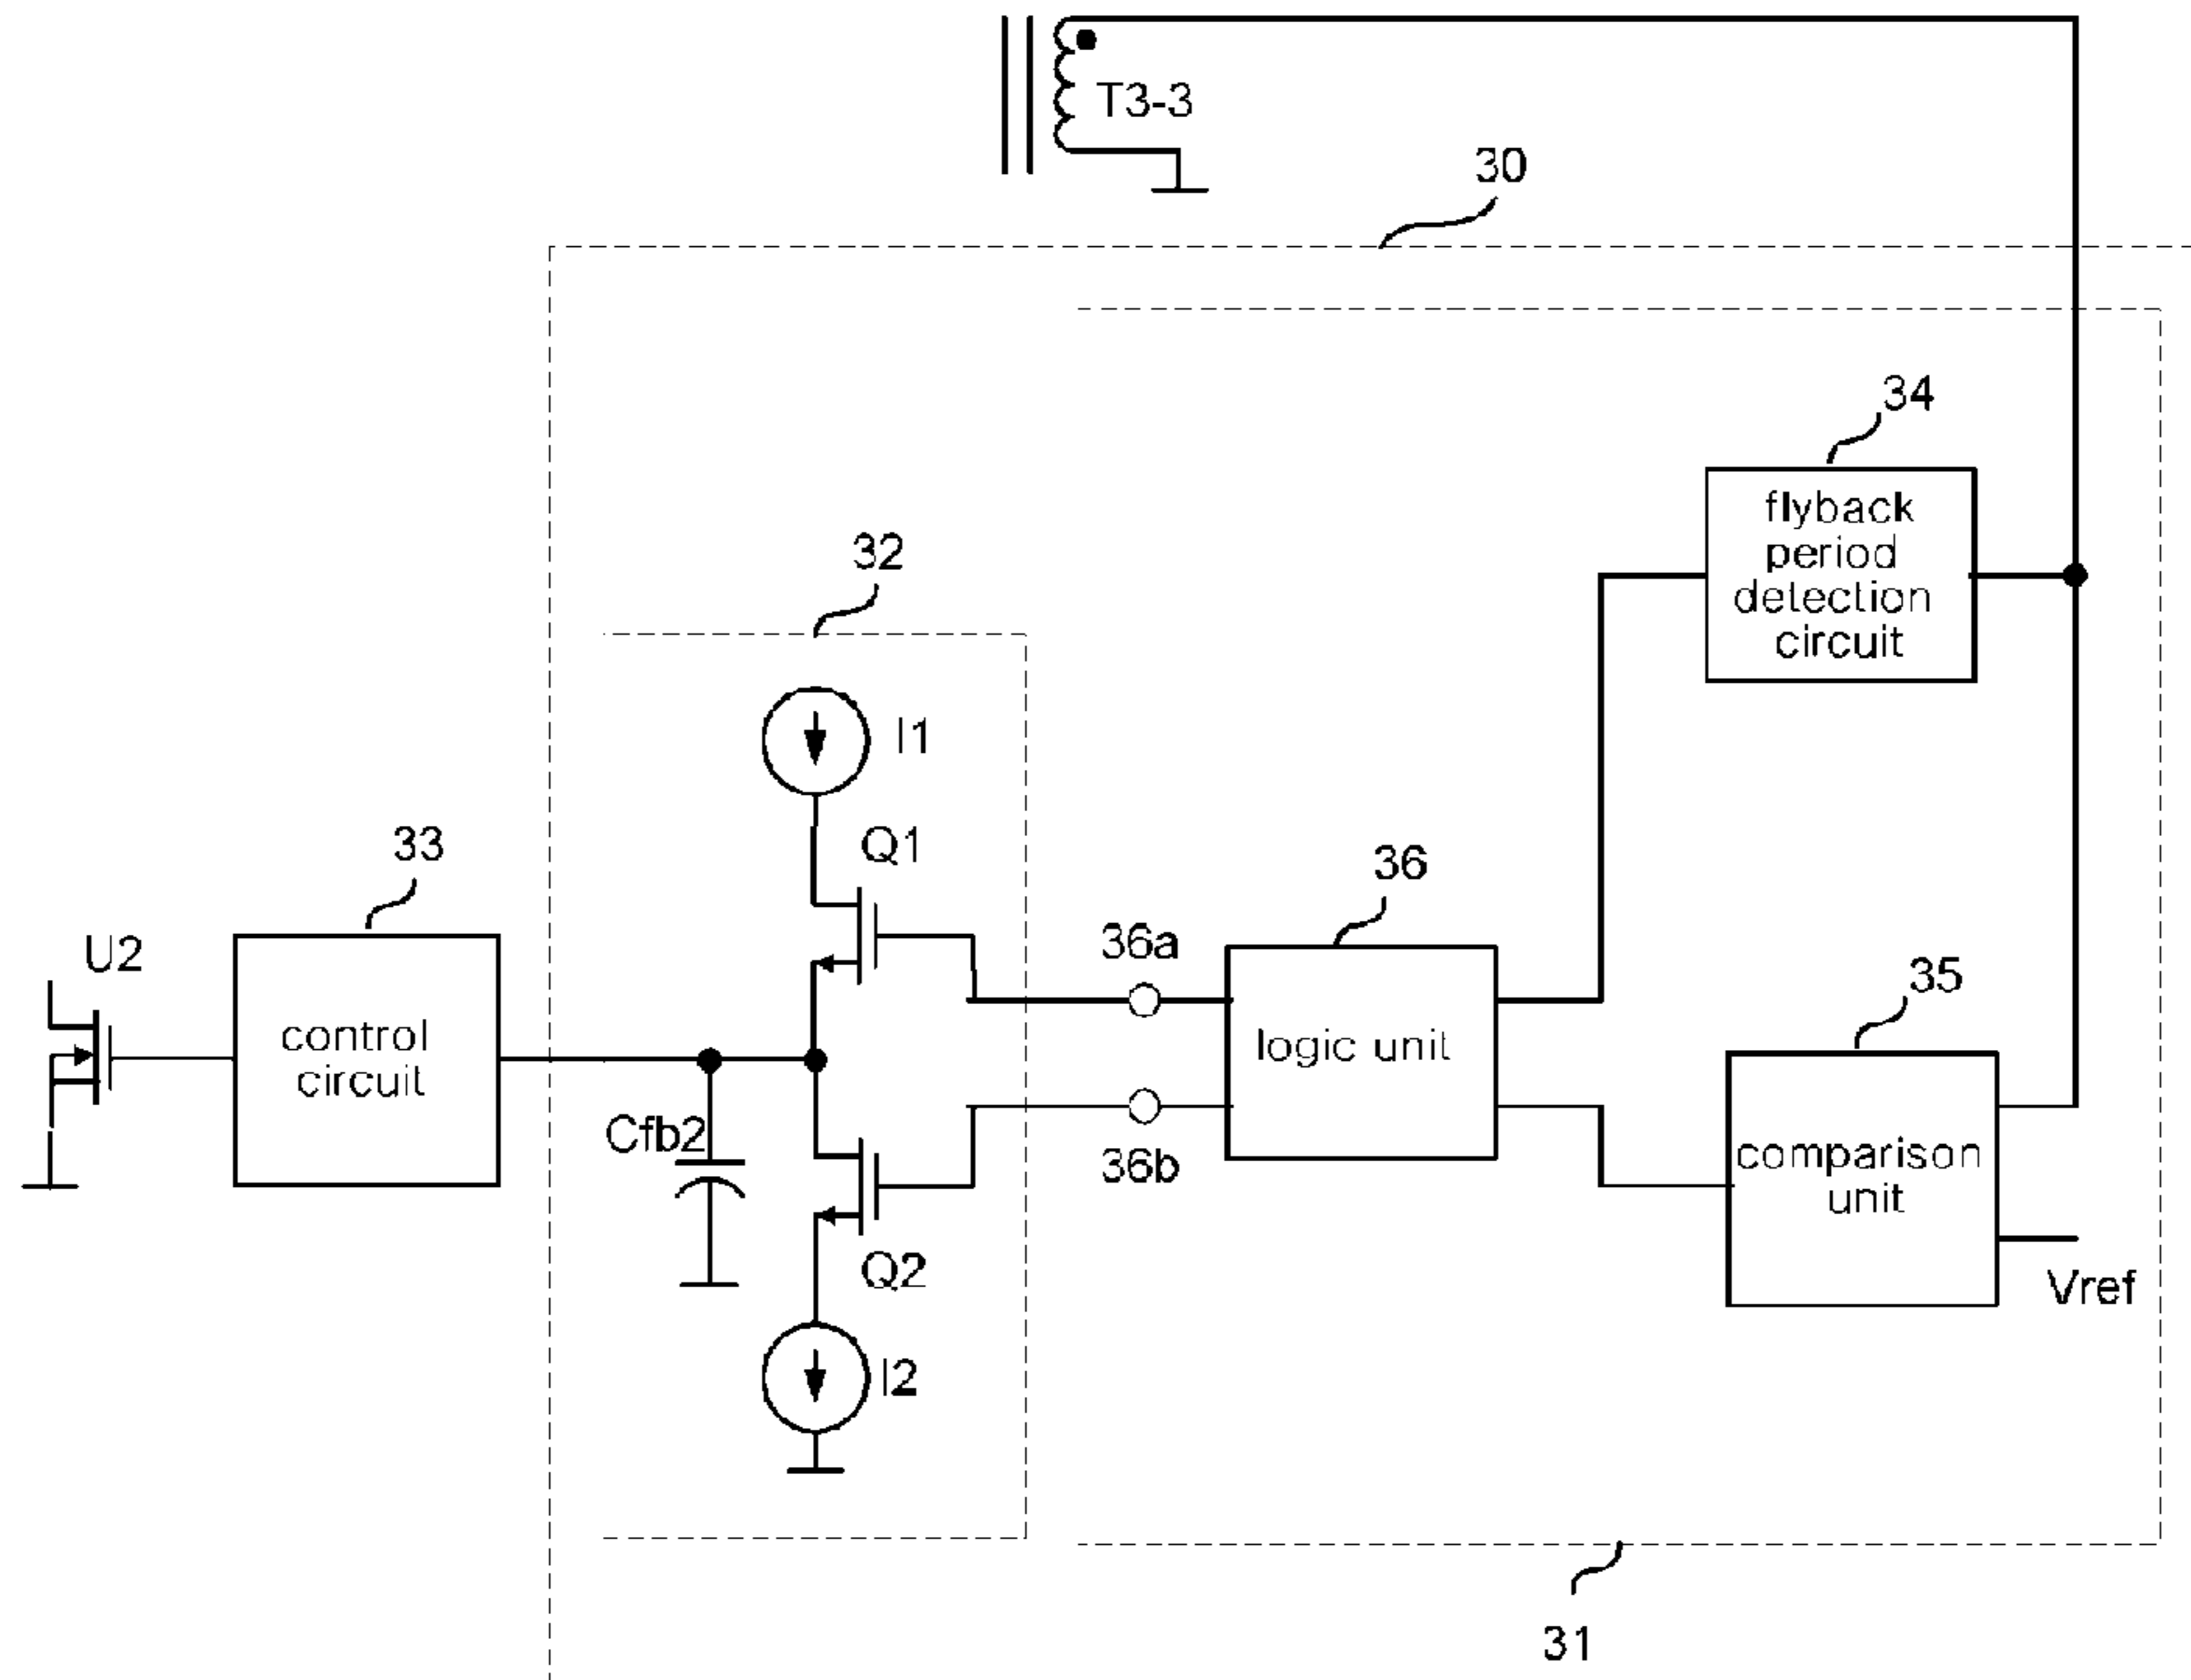 T3-3
30
34
flyback
period
detection
circuit
32
I1
33
Q1
36
36a
U2
35
control
circuit
logic unit
Cfb2
36b
comparison
unit
Q2
Vref
I2
31